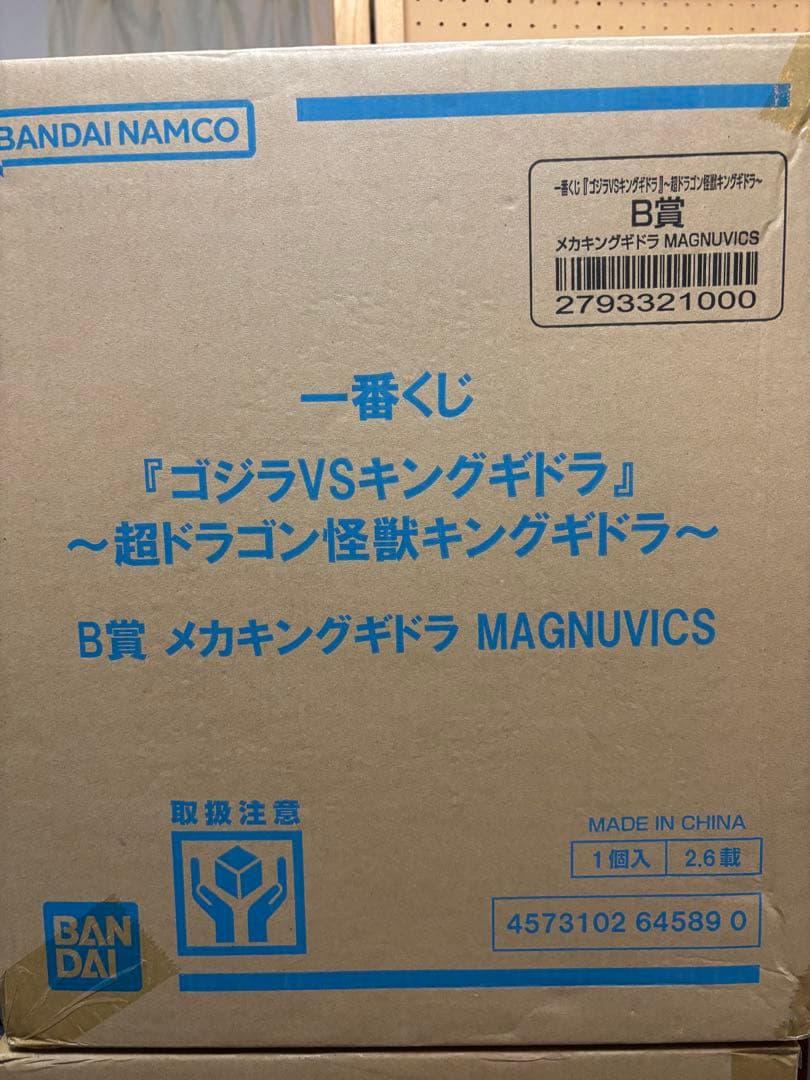 BANDAI NAMCO
一番くじ『ゴジラVSキングギドラ』～超ドラゴン怪獣キングギドラ～
B賞
メカキングギドラ MAGNUVICS
2793321000
一番くじ
『ゴジラVSキングギドラ』
～超ドラゴン怪獣キングギドラ～
B賞 メカキングギドラ MAGNUVICS
取扱注意
MADE IN CHINA
1個入 2.6載
4573102 64589 0
BAN
DAI